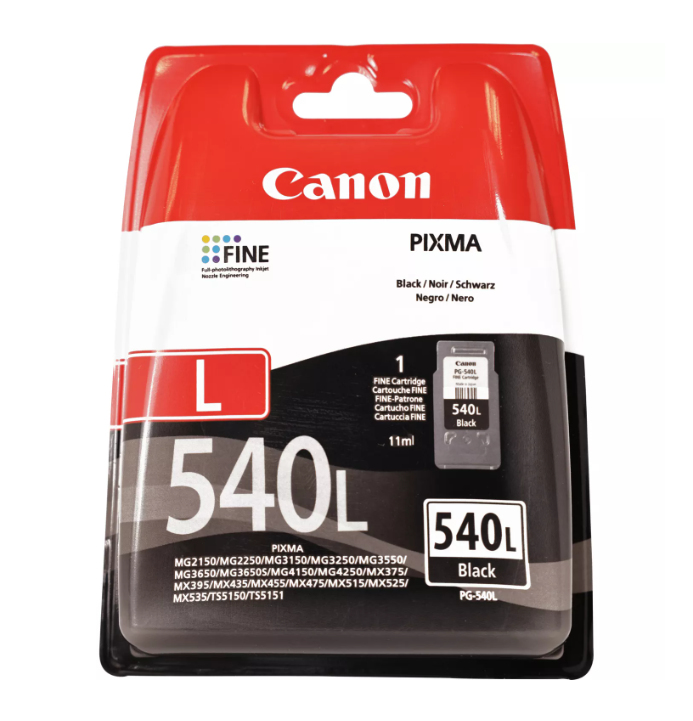 Canon
FINE
Full-photolithography Inkjet
Nozzle Engineering
PIXMA
Black / Noir / Schwarz
Negro / Nero
L
1
FINE Cartridge
Cartouche FINE
FINE-Patrone
Cartucho FINE
Cartuccia FINE
11ml
Canon
PG-540L
FINE Cartridge
540L
Black
540L
PIXMA
MG2150/MG2250/MG3150/MG3250/MG3550/
MG3650/MG3650S/MG4150/MG4250/MX375/
MX395/MX435/MX455/MX475/MX515/MX525/
MX535/TS5150/TS5151
540L
Black
PG-540L